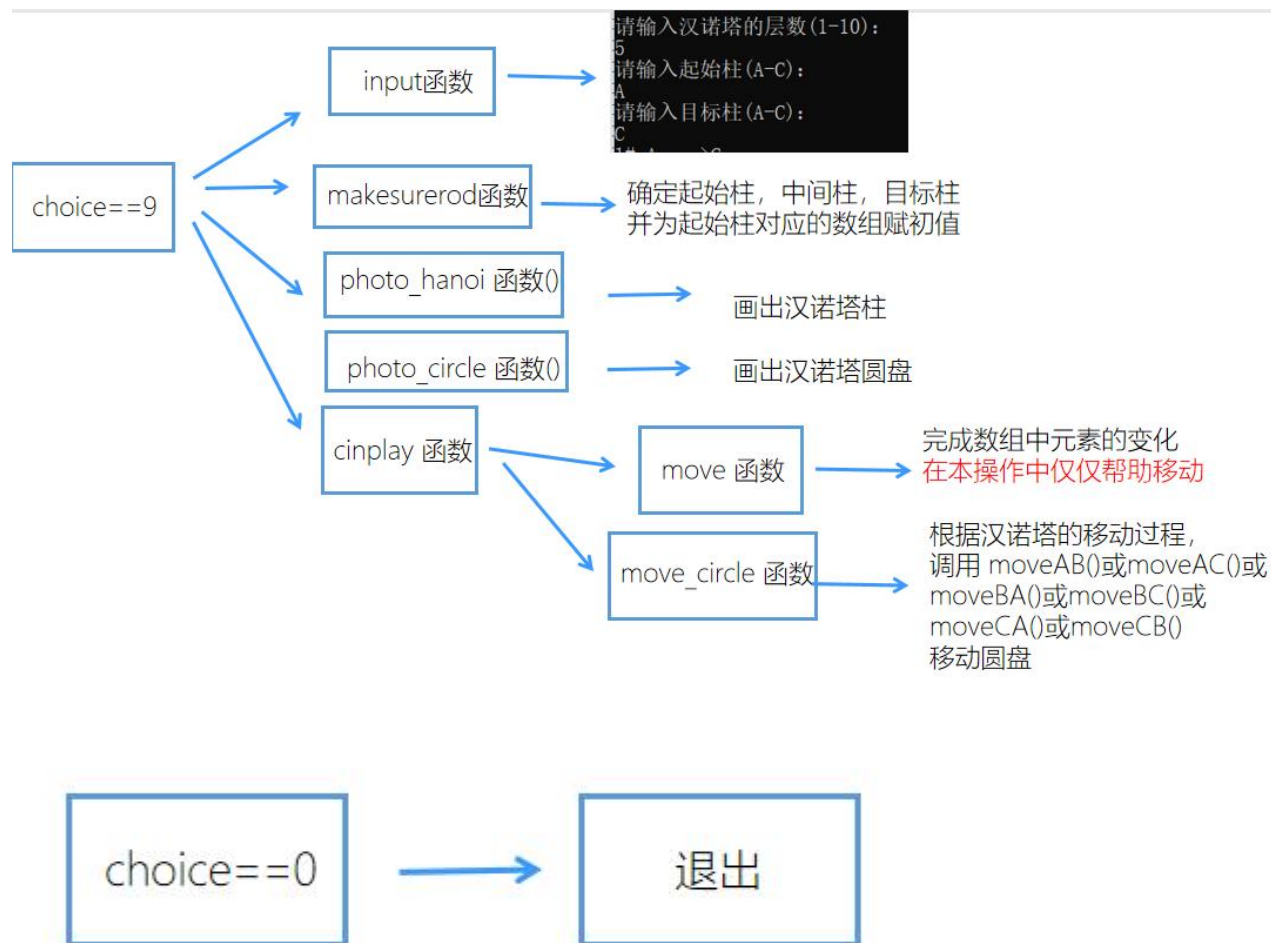 请输入汉诺塔的层数(1-10):
5
请输入起始柱(A-C):
A
请输入目标柱(A-C):
C
input函数
choice==9
makesurerod函数
确定起始柱，中间柱，目标柱
并为起始柱对应的数组赋初值
photo_hanoi 函数()
画出汉诺塔柱
photo_circle 函数()
画出汉诺塔圆盘
cinplay 函数
move 函数
完成数组中元素的变化
在本操作中仅仅帮助移动
move_circle 函数
根据汉诺塔的移动过程，
调用 moveAB()或moveAC()或
moveBA()或moveBC()或
moveCA()或moveCB()
移动圆盘
choice==0
退出